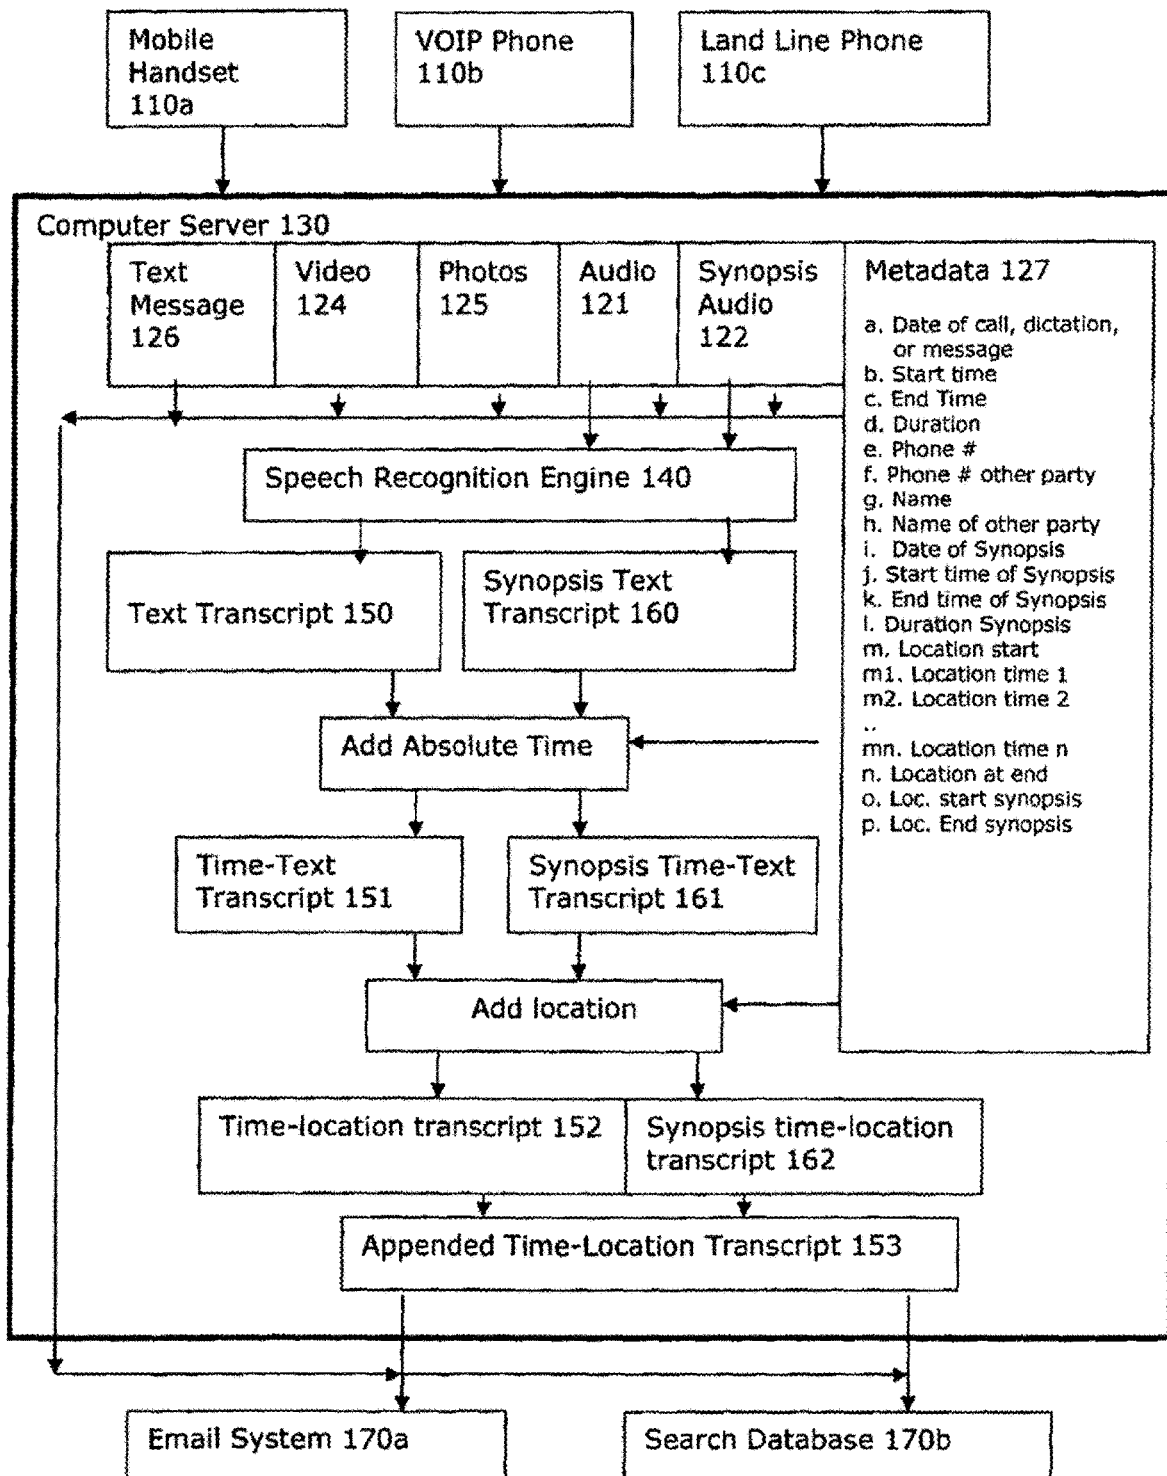 Mobile
Handset
110a
VOIP Phone
110b
Land Line Phone
110c
Computer Server 130
Text
Message
126
Video
124
Photos
125
Audio
121
Synopsis
Audio
122
Metadata 127
a. Date of call, dictation,
or message
b. Start time
c. End Time
d. Duration
e. Phone #
f. Phone # other party
g. Name
h. Name of other party
i. Date of Synopsis
j. Start time of Synopsis
k. End time of Synopsis
l. Duration Synopsis
m. Location start
m1. Location time 1
m2. Location time 2
..
mn. Location time n
n. Location at end
o. Loc. start synopsis
p. Loc. End synopsis
Speech Recognition Engine 140
Text Transcript 150
Synopsis Text
Transcript 160
Add Absolute Time
Time-Text
Transcript 151
Synopsis Time-Text
Transcript 161
Add location
Time-location transcript 152
Synopsis time-location
transcript 162
Appended Time-Location Transcript 153
Email System 170a
Search Database 170b